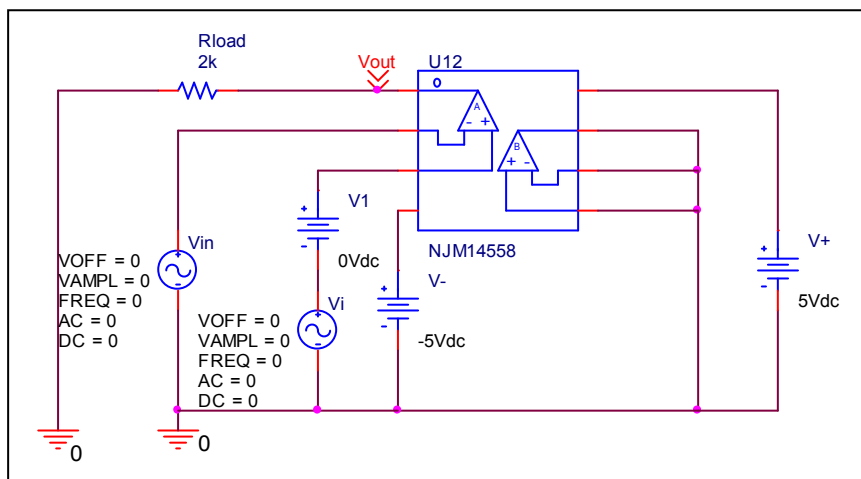 Rload
2k
Vout
U12
A
- +
B
+ -
NJM14558
+
-
V1
0Vdc
+
-
Vin
VOFF = 0
VAMPL = 0
FREQ = 0
AC = 0
DC = 0
+
-
Vi
VOFF = 0
VAMPL = 0
FREQ = 0
AC = 0
DC = 0
+
-
V-
-5Vdc
+
-
V+
5Vdc
0
0